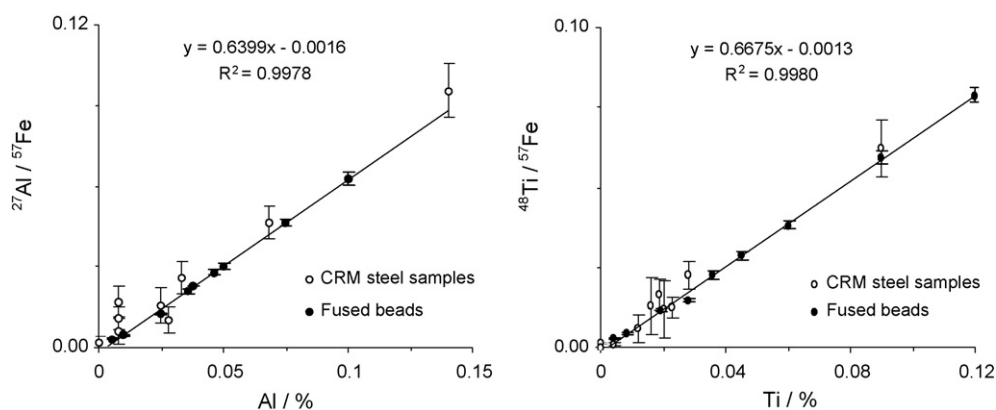 0.12
y = 0.6399x - 0.0016
R² = 0.9978
²⁷Al / ⁵⁷Fe
CRM steel samples
Fused beads
0.00
0 0.05 0.1 0.15
Al / %
0.10
y = 0.6675x - 0.0013
R² = 0.9980
⁴⁸Ti / ⁵⁷Fe
CRM steel samples
Fused beads
0.00
0 0.04 0.08 0.12
Ti / %